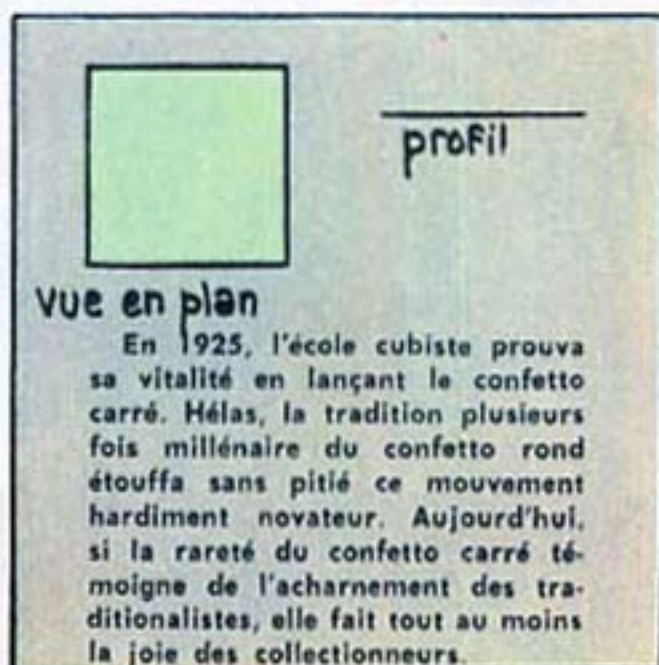 profil
vue en plan
En 1925, l'école cubiste prouva
sa vitalité en lançant le confetto
carré. Hélas, la tradition plusieurs
fois millénaire du confetto rond
étouffa sans pitié ce mouvement
hardiment novateur. Aujourd'hui,
si la rareté du confetto carré té-
moigne de l'acharnement des tra-
ditionalistes, elle fait tout au moins
la joie des collectionneurs.